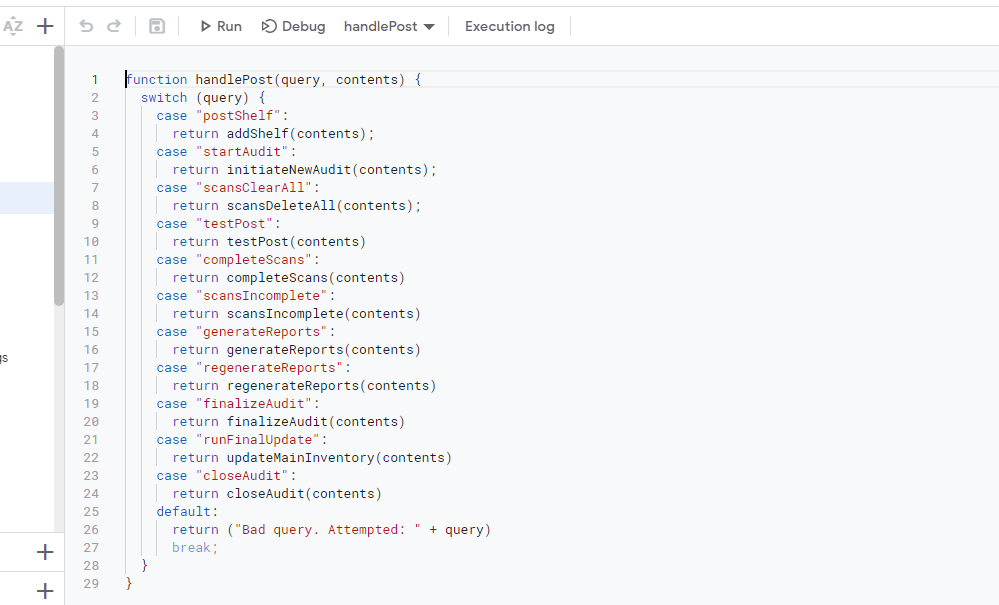 AZ
Run Debug handlePost Execution log
1 function handlePost(query, contents) {
2 switch (query) {
3 case "postShelf":
4 return addShelf(contents);
5 case "startAudit":
6 return initiateNewAudit(contents);
7 case "scansClearAll":
8 return scansDeleteAll(contents);
9 case "testPost":
10 return testPost(contents)
11 case "completeScans":
12 return completeScans(contents)
13 case "scansIncomplete":
14 return scansIncomplete(contents)
15 case "generateReports":
16 return generateReports(contents)
17 case "regenerateReports":
18 return regenerateReports(contents)
19 case "finalizeAudit":
20 return finalizeAudit(contents)
21 case "runFinalUpdate":
22 return updateMainInventory(contents)
23 case "closeAudit":
24 return closeAudit(contents)
25 default:
26 return ("Bad query. Attempted: " + query)
27 break;
28 }
29 }